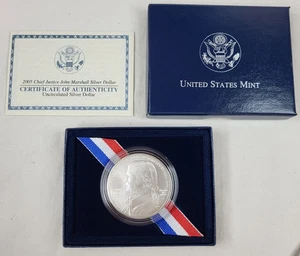 2005 Chief Justice John Marshall Silver Dollar
CERTIFICATE OF AUTHENTICITY
Uncirculated Silver Dollar
UNITED STATES MINT